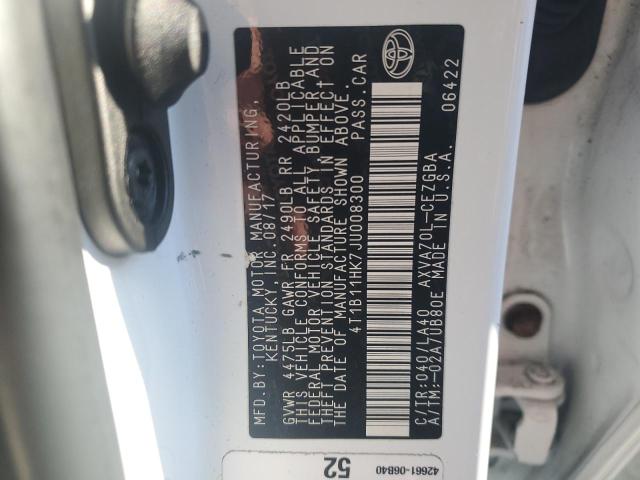 MFD.BY:TOYOTA MOTOR MANUFACTURING,
KENTUCKY,INC 08/17
GVWR 4475LB GAWR FR 2490LB RR 2420LB
THIS VEHICLE CONFORMS TO ALL APPLICABLE
FEDERAL MOTOR VEHICLE SAFETY, BUMPER,AND
THEFT PREVENTION STANDARDS IN EFFECT ON
THE DATE OF MANUFACTURE SHOWN ABOVE.
4T1B11HK7JU008300 PASS.CAR
C/TR:040/LA40 AXVA70L-CEZGBA
A/TM:-02A/UB80E MADE IN U.S.A.
06422
52
42661-06B40